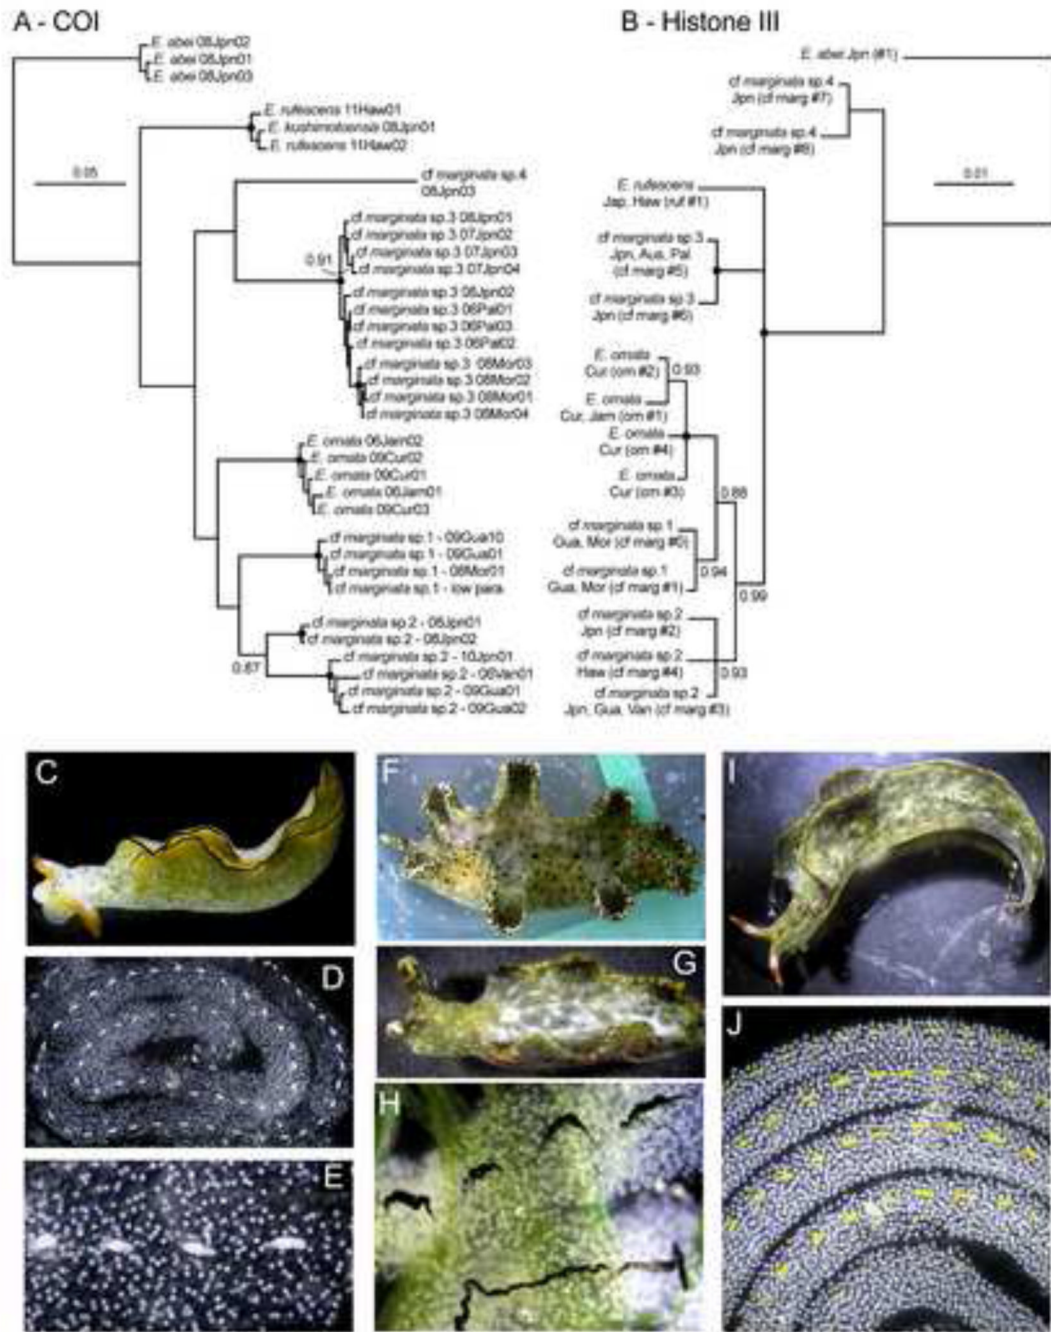 A - COI
E. abei 08Jpn02
E. abei 08Jpn01
E. abei 08Jpn03
E. rufescens 11Haw01
E. kushimotoensis 08Jpn01
E. rufescens 11Haw02
0.05
cf marginata sp.4
08Jpn03
cf marginata sp.3 08Jpn01
cf marginata sp.3 07Jpn02
cf marginata sp.3 07Jpn03
cf marginata sp.3 07Jpn04
0.91
cf marginata sp.3 08Jpn02
cf marginata sp.3 06Pal01
cf marginata sp.3 06Pal03
cf marginata sp.3 06Pal02
cf marginata sp.3 08Mor03
cf marginata sp.3 08Mor02
cf marginata sp.3 08Mor01
cf marginata sp.3 08Mor04
E. ornata 06Jam02
E. ornata 09Cur02
E. ornata 09Cur01
E. ornata 06Jam01
E. ornata 09Cur03
cf marginata sp.1 - 09Gua10
cf marginata sp.1 - 09Gua01
cf marginata sp.1 - 08Mor01
cf marginata sp.1 - low para
cf marginata sp.2 - 08Jpn01
cf marginata sp.2 - 08Jpn02
cf marginata sp.2 - 10Jpn01
0.67
cf marginata sp.2 - 06Van01
cf marginata sp.2 - 09Gua01
cf marginata sp.2 - 09Gua02
B - Histone III
E. abei Jpn (#1)
cf marginata sp.4
Jpn (cf marg #7)
cf marginata sp.4
Jpn (cf marg #8)
0.01
E. rufescens
Jap, Haw (ruf #1)
cf marginata sp.3
Jpn, Aus, Pal
(cf marg #5)
cf marginata sp.3
Jpn (cf marg #6)
E. ornata
Cur (orn #2)
0.93
E. ornata
Cur, Jam (orn #1)
E. ornata
Cur (orn #4)
E. ornata
Cur (orn #3)
0.88
cf marginata sp.1
Gua, Mor (cf marg #0)
cf marginata sp.1
Gua, Mor (cf marg #1)
0.94
0.99
cf marginata sp.2
Jpn (cf marg #2)
cf marginata sp.2
Haw (cf marg #4)
0.93
cf marginata sp.2
Jpn, Gua, Van (cf marg #3)
C
F
I
D
G
E
H
J